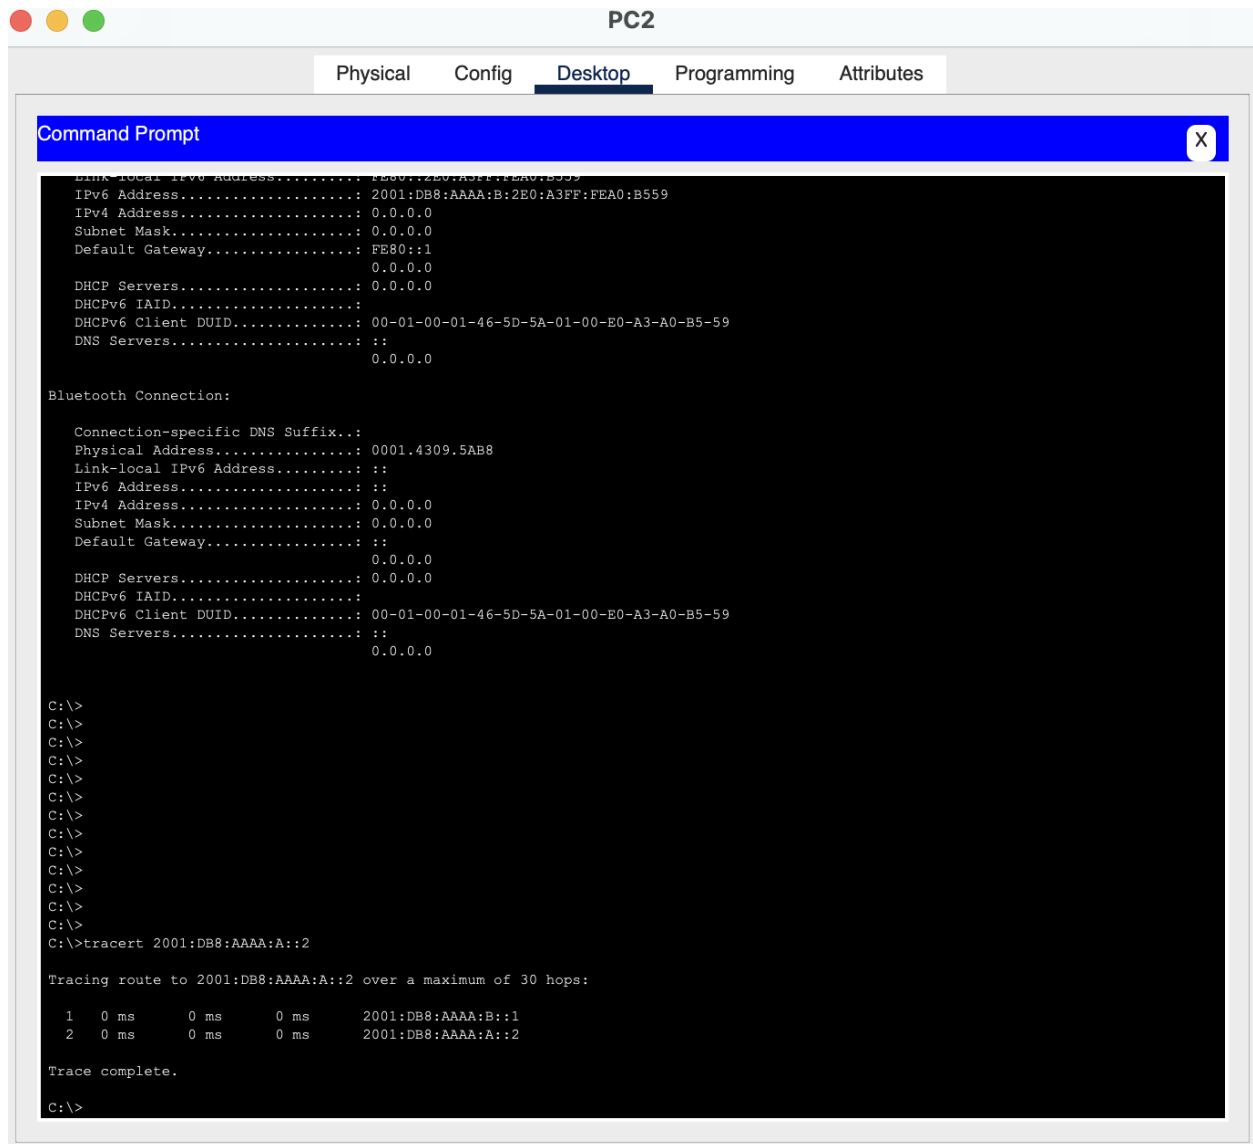 PC2
Physical Config Desktop Programming Attributes
Command Prompt
X
Link-local IPv6 Address.........: FE80::2E0:A3FF:FEA0:B559
IPv6 Address....................: 2001:DB8:AAAA:B:2E0:A3FF:FEA0:B559
IPv4 Address....................: 0.0.0.0
Subnet Mask.....................: 0.0.0.0
Default Gateway.................: FE80::1
0.0.0.0
DHCP Servers....................: 0.0.0.0
DHCPv6 IAID.....................:
DHCPv6 Client DUID..............: 00-01-00-01-46-5D-5A-01-00-E0-A3-A0-B5-59
DNS Servers.....................: ::
0.0.0.0
Bluetooth Connection:
Connection-specific DNS Suffix..:
Physical Address................: 0001.4309.5AB8
Link-local IPv6 Address.........: ::
IPv6 Address....................: ::
IPv4 Address....................: 0.0.0.0
Subnet Mask.....................: 0.0.0.0
Default Gateway.................: ::
0.0.0.0
DHCP Servers....................: 0.0.0.0
DHCPv6 IAID.....................:
DHCPv6 Client DUID..............: 00-01-00-01-46-5D-5A-01-00-E0-A3-A0-B5-59
DNS Servers.....................: ::
0.0.0.0
C:\>
C:\>
C:\>
C:\>
C:\>
C:\>
C:\>
C:\>
C:\>
C:\>
C:\>
C:\>
C:\>
C:\>tracert 2001:DB8:AAAA:A::2
Tracing route to 2001:DB8:AAAA:A::2 over a maximum of 30 hops:
1 0 ms 0 ms 0 ms 2001:DB8:AAAA:B::1
2 0 ms 0 ms 0 ms 2001:DB8:AAAA:A::2
Trace complete.
C:\>